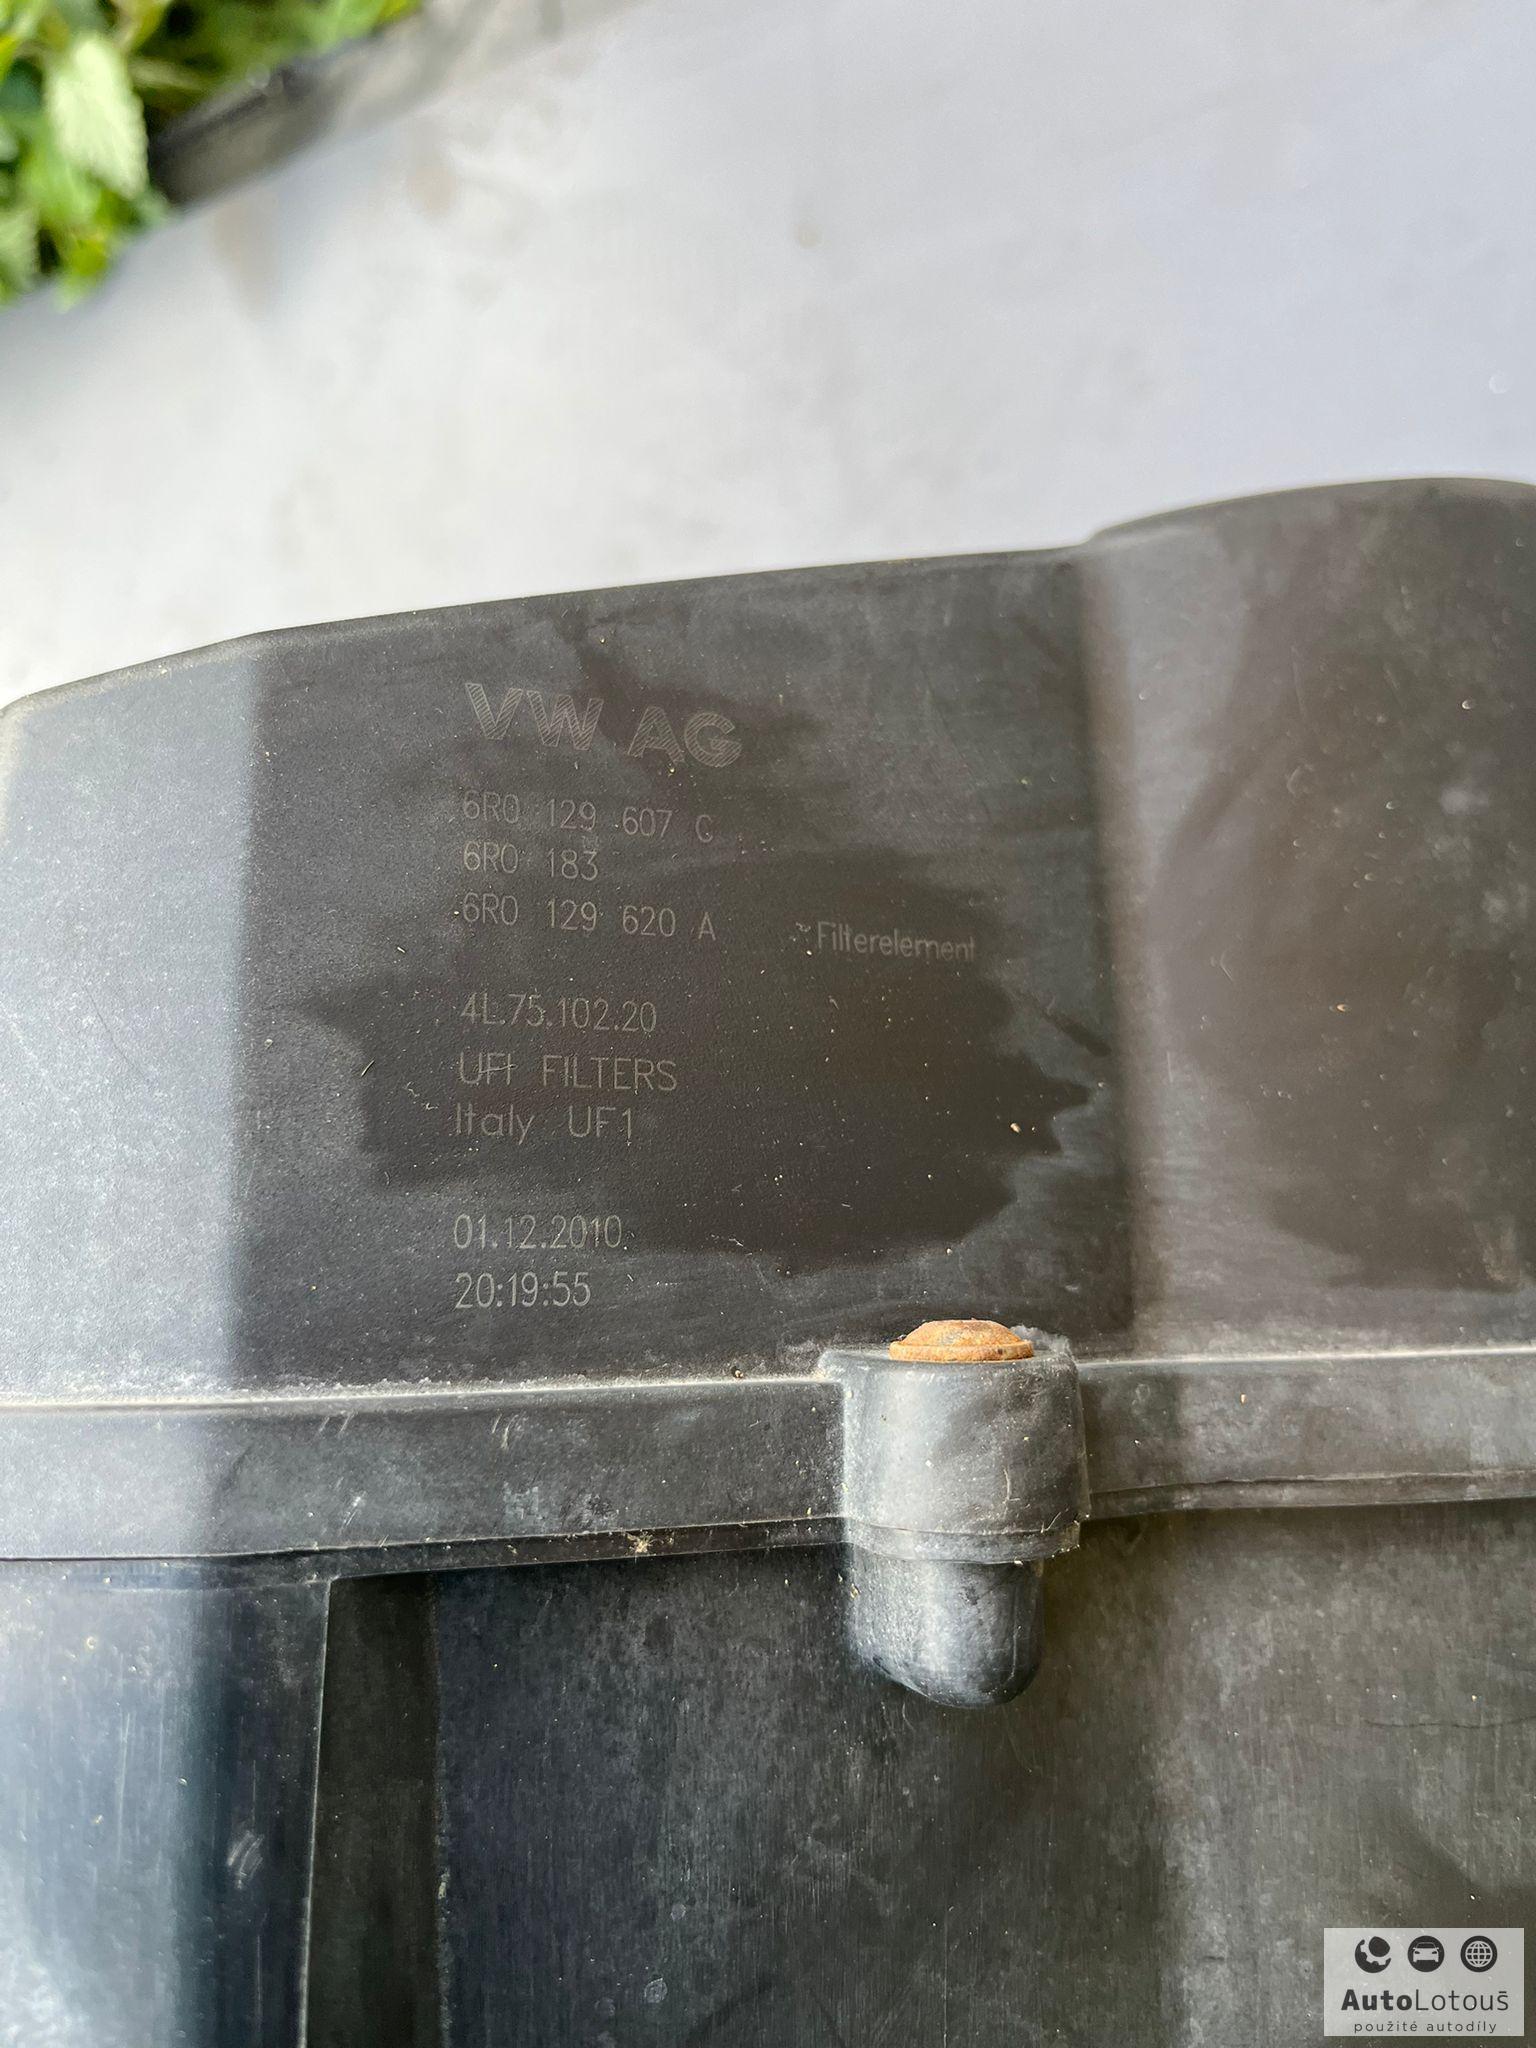 VW AG
6R0 129 607 C
6R0 183
6R0 129 620 A Filterelement
4L.75.102.20
UFI FILTERS
Italy UF1
01.12.2010
20:19:55
AutoLotouš
použité autodíly